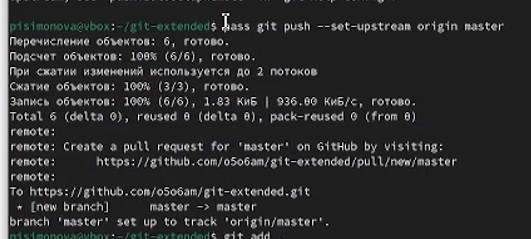 pisimonova@vbox:~/git-extended$ pass git push --set-upstream origin master
Перечисление объектов: 6, готово.
Подсчет объектов: 100% (6/6), готово.
При сжатии изменений используется до 2 потоков
Сжатие объектов: 100% (3/3), готово.
Запись объектов: 100% (6/6), 1.83 КиБ | 936.00 КиБ/с, готово.
Total 6 (delta 0), reused 0 (delta 0), pack-reused 0 (from 0)
remote:
remote: Create a pull request for 'master' on GitHub by visiting:
remote:      https://github.com/o5o6am/git-extended/pull/new/master
remote:
To https://github.com/o5o6am/git-extended.git
 * [new branch]      master -> master
branch 'master' set up to track 'origin/master'.
pisimonova@vbox:~/git-extended$ git add